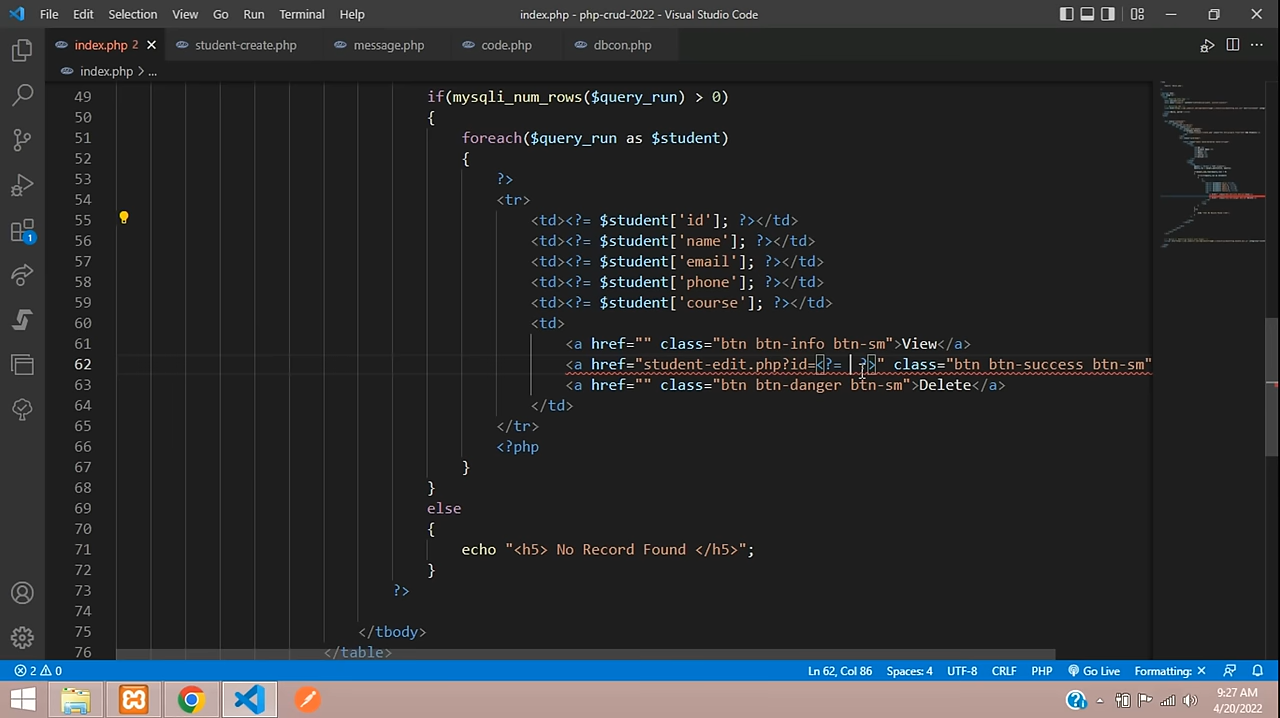 File Edit Selection View Go Run Terminal Help index.php - php-crud-2022 - Visual Studio Code
index.php 2 student-create.php message.php code.php dbcon.php
index.php > ...
49 if(mysqli_num_rows($query_run) > 0)
50 {
51 foreach($query_run as $student)
52 {
53 ?>
54 <tr>
55 <td><?= $student['id']; ?></td>
56 <td><?= $student['name']; ?></td>
57 <td><?= $student['email']; ?></td>
58 <td><?= $student['phone']; ?></td>
59 <td><?= $student['course']; ?></td>
60 <td>
61 <a href="" class="btn btn-info btn-sm">View</a>
62 <a href="student-edit.php?id=<?= ?>" class="btn btn-success btn-sm"
63 <a href="" class="btn btn-danger btn-sm">Delete</a>
64 </td>
65 </tr>
66 <?php
67 }
68 }
69 else
70 {
71 echo "<h5> No Record Found </h5>";
72 }
73 ?>
74
75 </tbody>
76 </table>
1
2 0 Ln 62, Col 86 Spaces: 4 UTF-8 CRLF PHP Go Live Formatting: ×
9:27 AM
4/20/2022